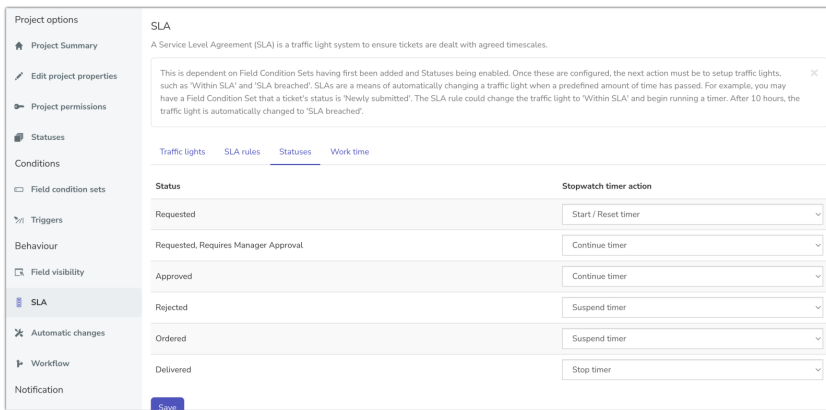 Project options
Project Summary
Edit project properties
Project permissions
Statuses
Conditions
Field condition sets
Triggers
Behaviour
Field visibility
SLA
Automatic changes
Workflow
Notification
SLA
A Service Level Agreement (SLA) is a traffic light system to ensure tickets are dealt with agreed timescales.
This is dependent on Field Condition Sets having first been added and Statuses being enabled. Once these are configured, the next action must be to setup traffic lights,
such as 'Within SLA' and 'SLA breached'. SLAs are a means of automatically changing a traffic light when a predefined amount of time has passed. For example, you may
have a Field Condition Set that a ticket's status is 'Newly submitted'. The SLA rule could change the traffic light to 'Within SLA' and begin running a timer. After 10 hours, the
traffic light is automatically changed to 'SLA breached'.
Traffic lights SLA rules Statuses Work time
Status Stopwatch timer action
Requested Start / Reset timer
Requested, Requires Manager Approval Continue timer
Approved Continue timer
Rejected Suspend timer
Ordered Suspend timer
Delivered Stop timer
Save